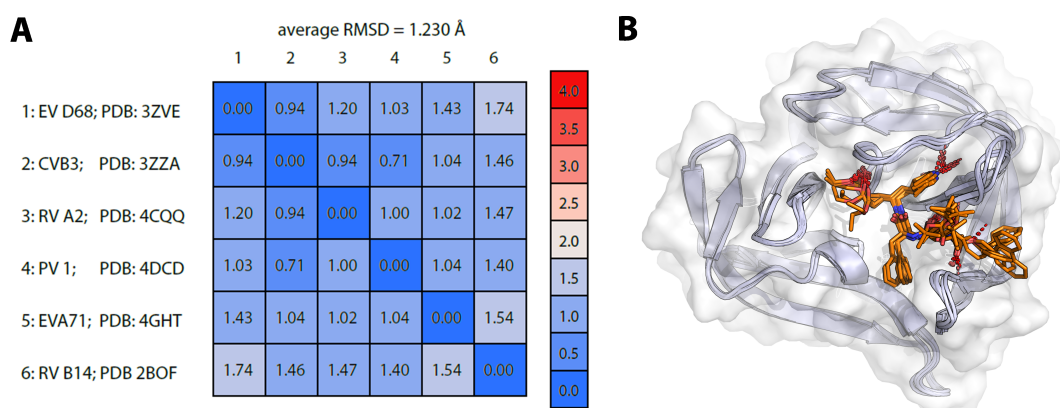 A
average RMSD = 1.230 Å
1 2 3 4 5 6
1: EV D68; PDB: 3ZVE 0.00 0.94 1.20 1.03 1.43 1.74
2: CVB3; PDB: 3ZZA 0.94 0.00 0.94 0.71 1.04 1.46
3: RV A2; PDB: 4CQQ 1.20 0.94 0.00 1.00 1.02 1.47
4: PV 1; PDB: 4DCD 1.03 0.71 1.00 0.00 1.04 1.40
5: EVA71; PDB: 4GHT 1.43 1.04 1.02 1.04 0.00 1.54
6: RV B14; PDB 2BOF 1.74 1.46 1.47 1.40 1.54 0.00
4.0
3.5
3.0
2.5
2.0
1.5
1.0
0.5
0.0
B